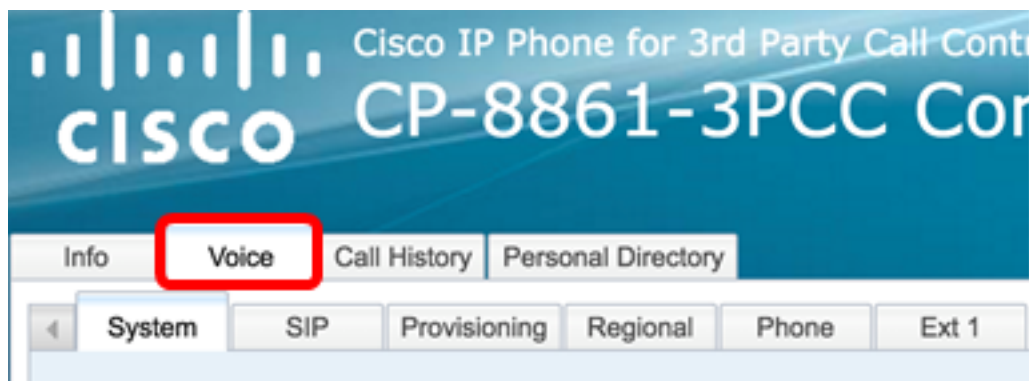 Cisco IP Phone for 3rd Party Call Contr
CISCO
CP-8861-3PCC Con
Info Voice Call History Personal Directory
System SIP Provisioning Regional Phone Ext 1